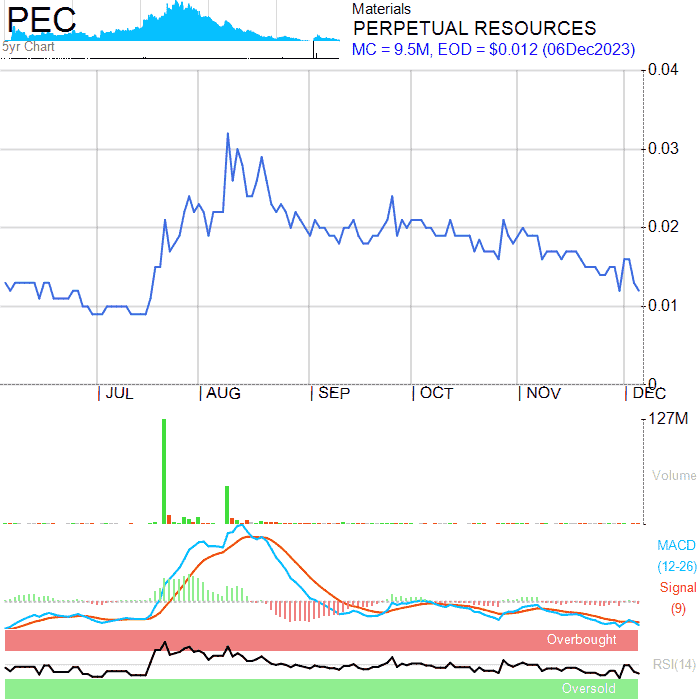 PEC
5yr Chart
Materials
PERPETUAL RESOURCES
MC = 9.5M, EOD = $0.012 (06Dec2023)
0.04
0.03
0.02
0.01
0
JUL AUG SEP OCT NOV DEC
127M
Volume
MACD
(12-26)
Signal
(9)
Overbought
RSI(14)
Oversold